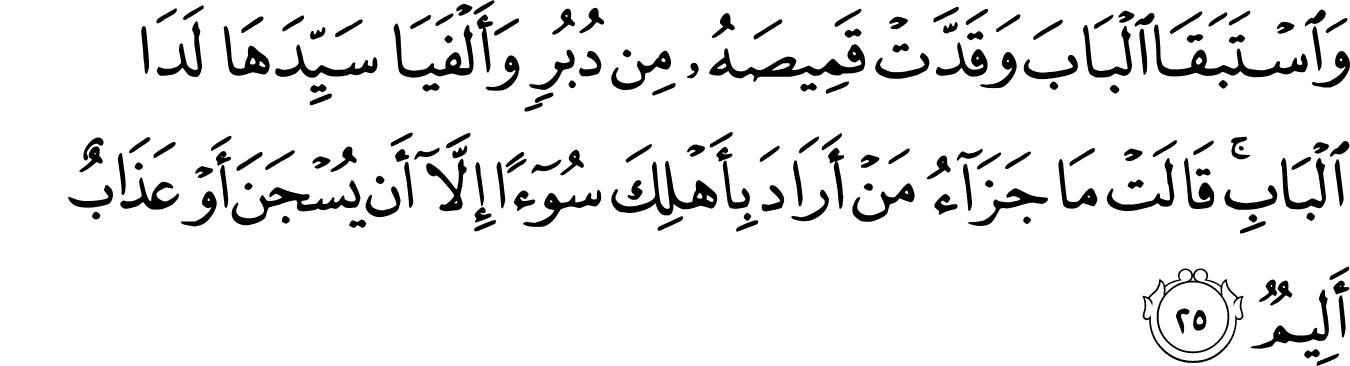 وَٱسۡتَبَقَا ٱلۡبَابَ وَقَدَّتۡ قَمِيصَهُۥ مِن دُبُرٖ وَأَلۡفَيَا سَيِّدَهَا لَدَا
ٱلۡبَابِۚ قَالَتۡ مَا جَزَآءُ مَنۡ أَرَادَ بِأَهۡلِكَ سُوٓءًا إِلَّآ أَن يُسۡجَنَ أَوۡ عَذَابٌ
أَلِيمٞ ٢٥